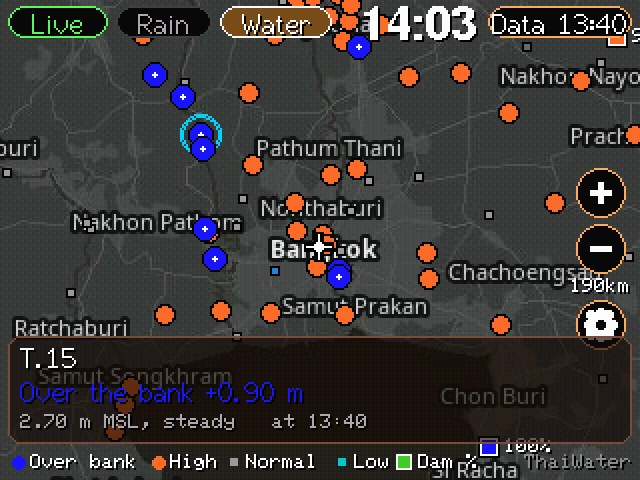 Live
Rain
Water
14:03
Data 13:40
Nakhon Nayo
Prach
buri
Pathum Thani
Nonthaburi
Nakhon Pathom
Bangkok
Chachoengsa
190km
Samut Prakan
Ratchaburi
T.15
Samut Songkhram
Over the bank +0.90 m
Chon Buri
2.70 m MSL, steady at 13:40
100%
Over bank High Normal Low Dam %
ThaiWater
Si Racha